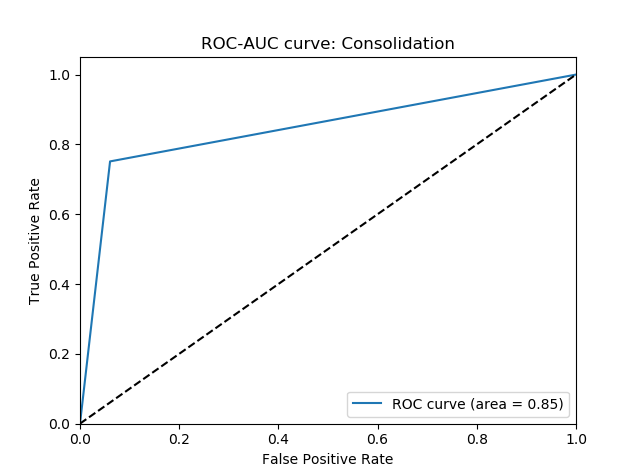 ROC-AUC curve: Consolidation
1.0
0.8
0.6
0.4
0.2
0.0
True Positive Rate
ROC curve (area = 0.85)
0.0 0.2 0.4 0.6 0.8 1.0
False Positive Rate